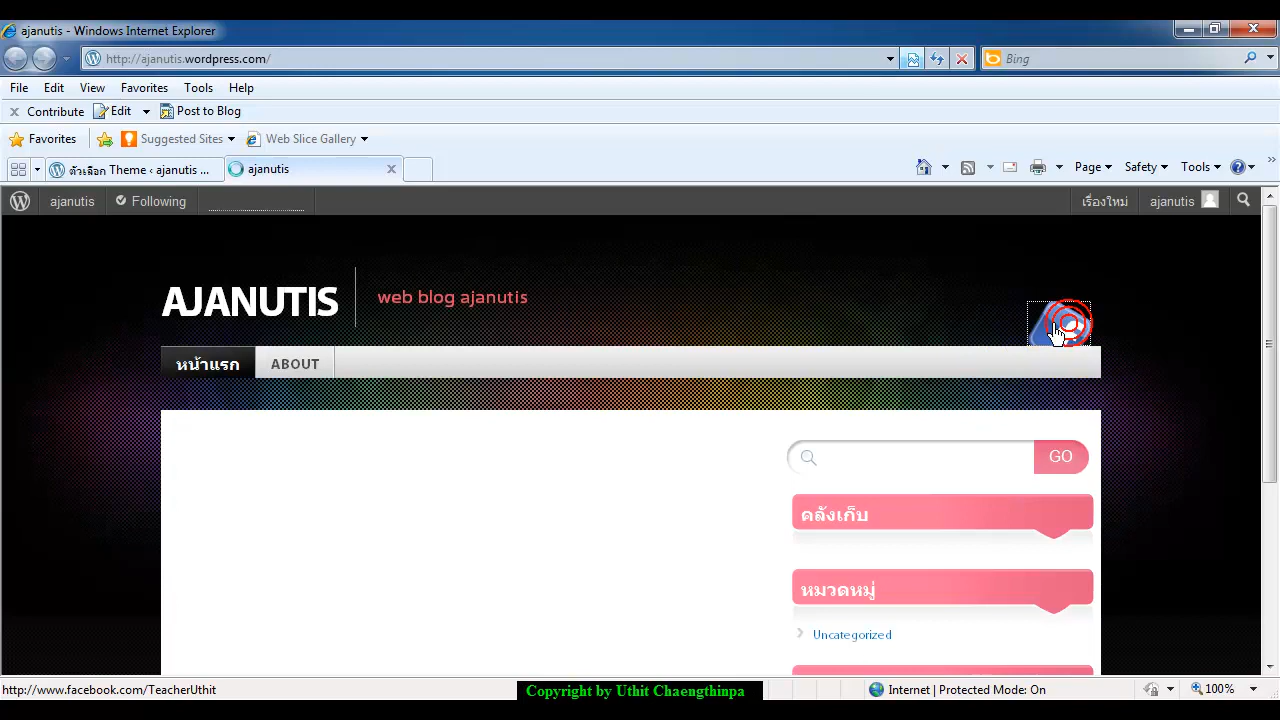 ajanutis - Windows Internet Explorer
http://ajanutis.wordpress.com/
Bing
File Edit View Favorites Tools Help
Contribute Edit Post to Blog
Favorites Suggested Sites Web Slice Gallery
ตัวเลือก Theme ‹ ajanutis ...
ajanutis
Page Safety Tools
ajanutis Following
เรื่องใหม่ ajanutis
AJANUTIS
web blog ajanutis
หน้าแรก ABOUT
GO
คลังเก็บ
หมวดหมู่
Uncategorized
http://www.facebook.com/TeacherUthit
Copyright by Uthit Chaengthinpa
Internet | Protected Mode: On
100%